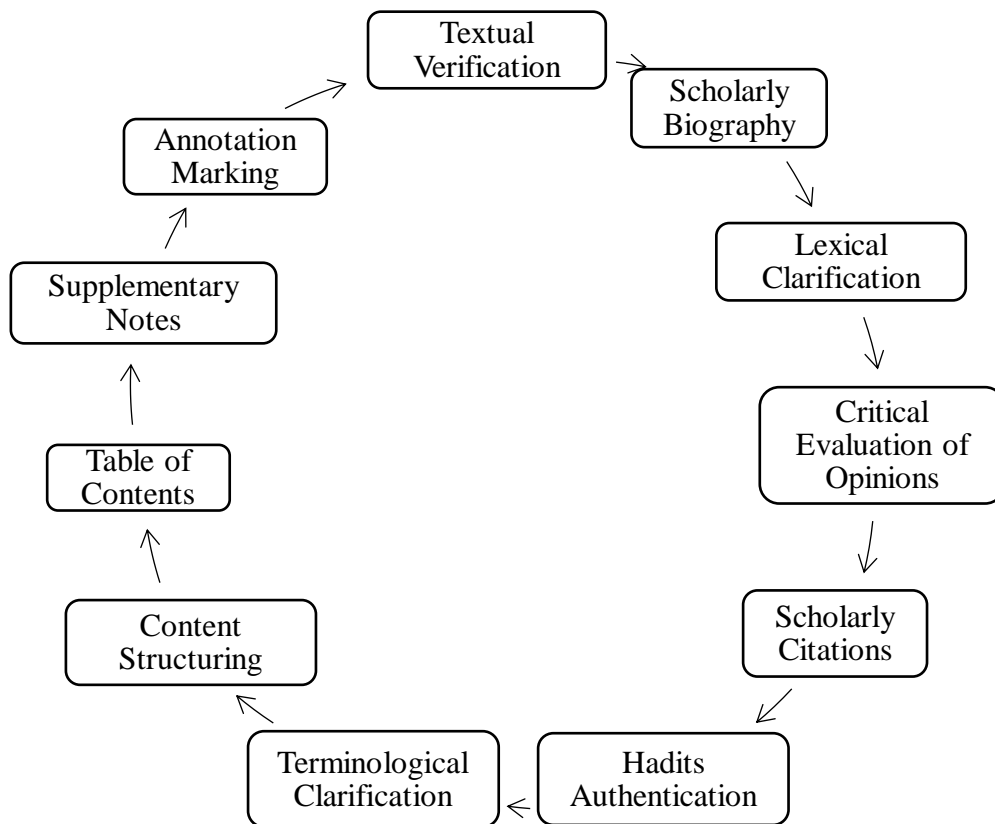 Textual
Verification
Scholarly
Biography
Lexical
Clarification
Critical
Evaluation of
Opinions
Scholarly
Citations
Hadits
Authentication
Terminological
Clarification
Content
Structuring
Table of
Contents
Supplementary
Notes
Annotation
Marking